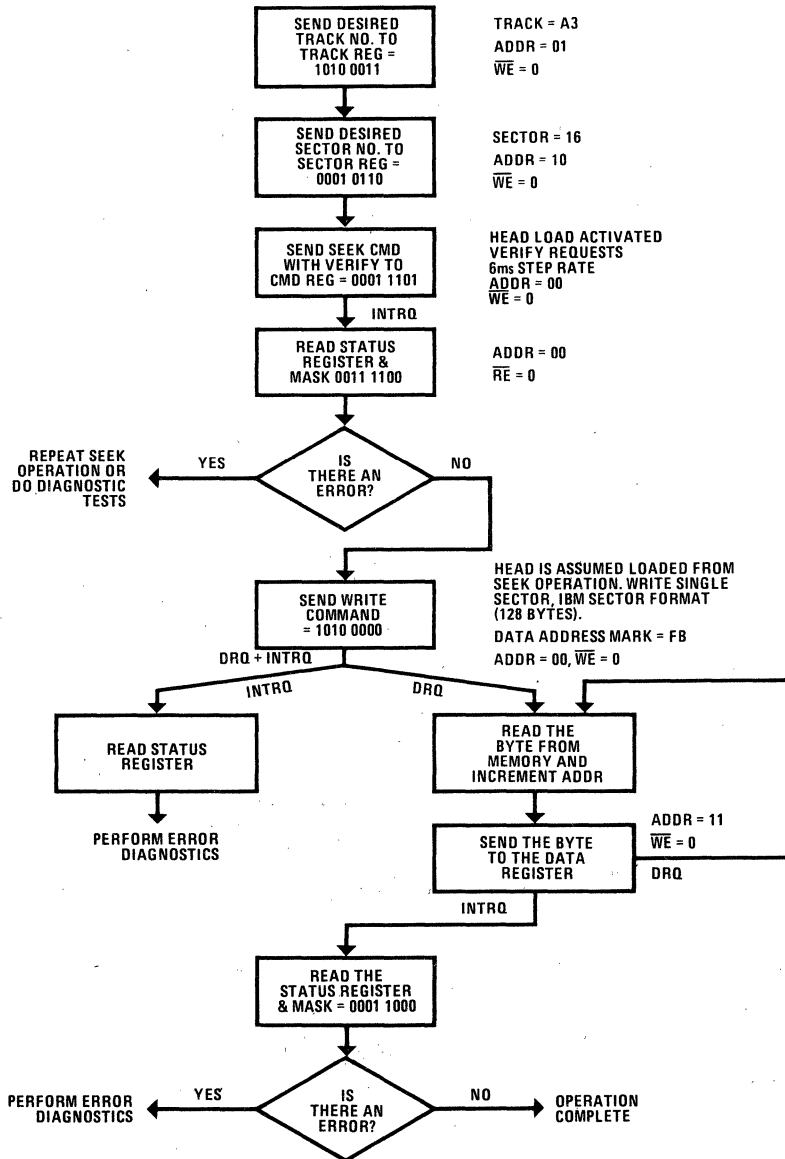 SEND DESIRED
TRACK NO. TO
TRACK REG =
1010 0011
TRACK = A3
ADDR = 01
W̅E̅ = 0
SEND DESIRED
SECTOR NO. TO
SECTOR REG =
0001 0110
SECTOR = 16
ADDR = 10
W̅E̅ = 0
SEND SEEK CMD
WITH VERIFY TO
CMD REG = 0001 1101
HEAD LOAD ACTIVATED
VERIFY REQUESTS
6ms STEP RATE
ADDR = 00
W̅E̅ = 0
INTRQ
READ STATUS
REGISTER &
MASK 0011 1100
ADDR = 00
R̅E̅ = 0
IS
THERE AN
ERROR?
YES
NO
REPEAT SEEK
OPERATION OR
DO DIAGNOSTIC
TESTS
SEND WRITE
COMMAND
= 1010 0000
HEAD IS ASSUMED LOADED FROM
SEEK OPERATION. WRITE SINGLE
SECTOR, IBM SECTOR FORMAT
(128 BYTES).
DATA ADDRESS MARK = FB
ADDR = 00, W̅E̅ = 0
DRQ + INTRQ
INTRQ
DRQ
READ STATUS
REGISTER
PERFORM ERROR
DIAGNOSTICS
READ THE
BYTE FROM
MEMORY AND
INCREMENT ADDR
SEND THE BYTE
TO THE DATA
REGISTER
ADDR = 11
W̅E̅ = 0
DRQ
INTRQ
READ THE
STATUS REGISTER
& MASK = 0001 1000
IS
THERE AN
ERROR?
YES
NO
PERFORM ERROR
DIAGNOSTICS
OPERATION
COMPLETE